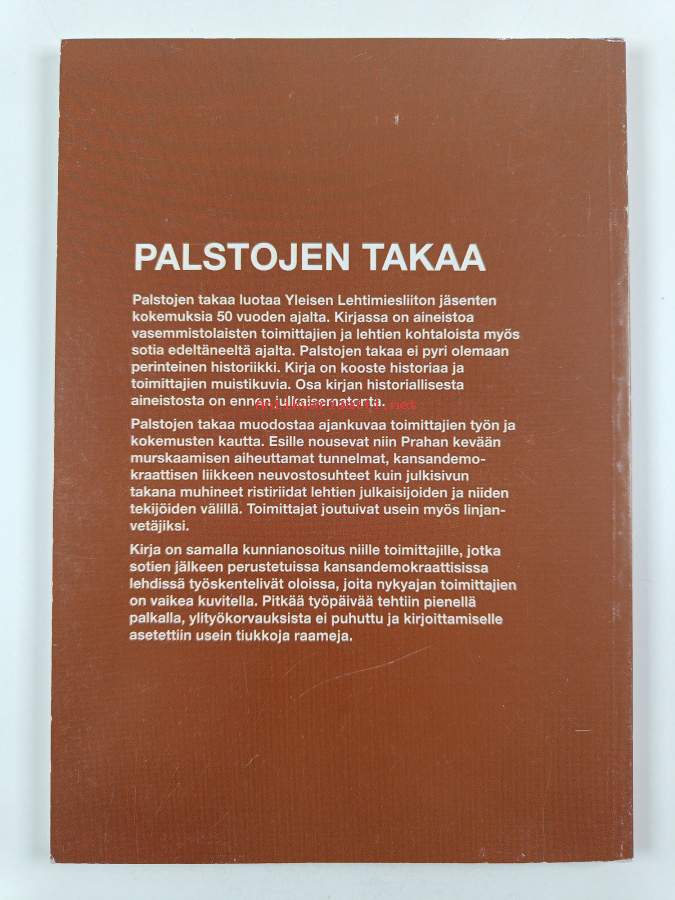 PALSTOJEN TAKAA
Palstojen takaa luotaa Yleisen Lehtimiesliiton jäsenten
kokemuksia 50 vuoden ajalta. Kirjassa on aineistoa
vasemmistolaisten toimittajien ja lehtien kohtaloista myös
sotia edeltäneeltä ajalta. Palstojen takaa ei pyri olemaan
perinteinen historiikki. Kirja on kooste historiaa ja
toimittajien muistikuvia. Osa kirjan historiallisesta
aineistosta on ennen julkaisematonta.
Palstojen takaa muodostaa ajankuvaa toimittajien työn ja
kokemusten kautta. Esille nousevat niin Prahan kevään
murskaamisen aiheuttamat tunnelmat, kansandemo-
kraattisen liikkeen neuvostosuhteet kuin julkisivun
takana muhineet ristiriidat lehtien julkaisijoiden ja niiden
tekijöiden välillä. Toimittajat joutuivat usein myös linjan-
vetäjiksi.
Kirja on samalla kunnianosoitus niille toimittajille, jotka
sotien jälkeen perustetuissa kansandemokraattisissa
lehdissä työskentelivät oloissa, joita nykyajan toimittajien
on vaikea kuvitella. Pitkää työpäivää tehtiin pienellä
palkalla, ylityökorvauksista ei puhuttu ja kirjoittamiselle
asetettiin usein tiukkoja raameja.